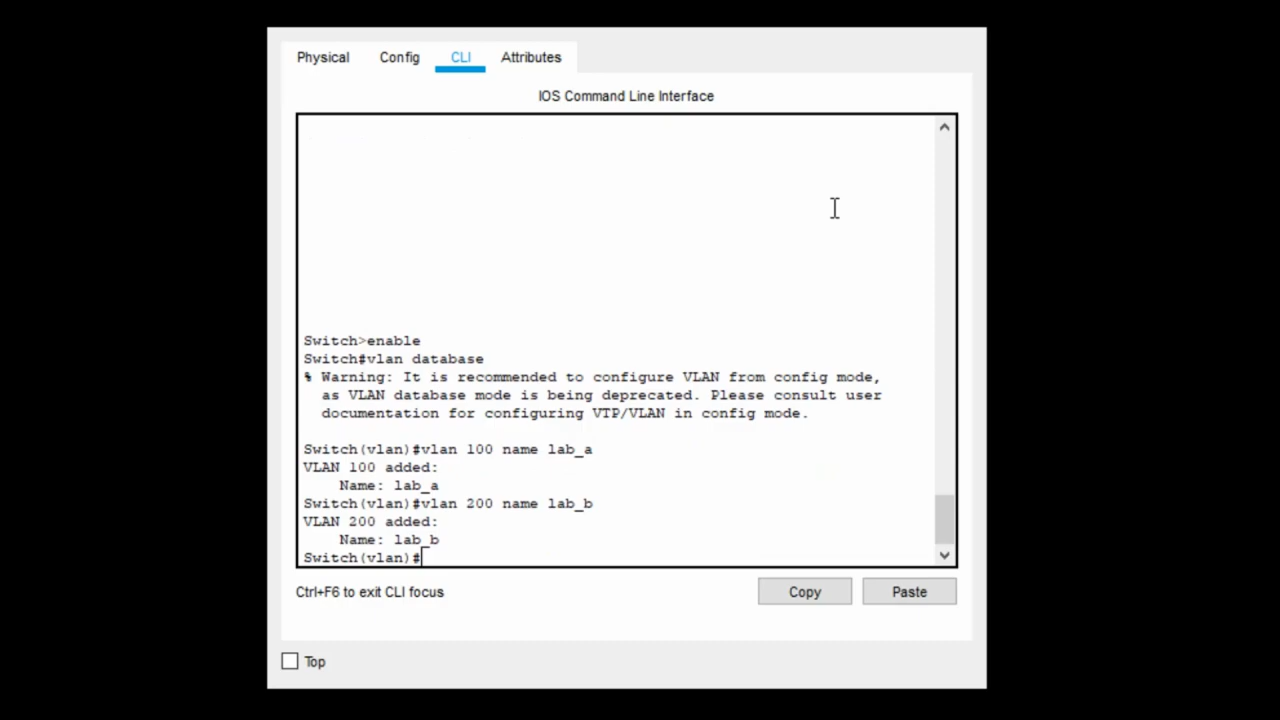 Physical Config CLI Attributes
IOS Command Line Interface
Switch>enable
Switch#vlan database
% Warning: It is recommended to configure VLAN from config mode,
as VLAN database mode is being deprecated. Please consult user
documentation for configuring VTP/VLAN in config mode.
Switch(vlan)#vlan 100 name lab_a
VLAN 100 added:
Name: lab_a
Switch(vlan)#vlan 200 name lab_b
VLAN 200 added:
Name: lab_b
Switch(vlan)#
Ctrl+F6 to exit CLI focus Copy Paste
Top